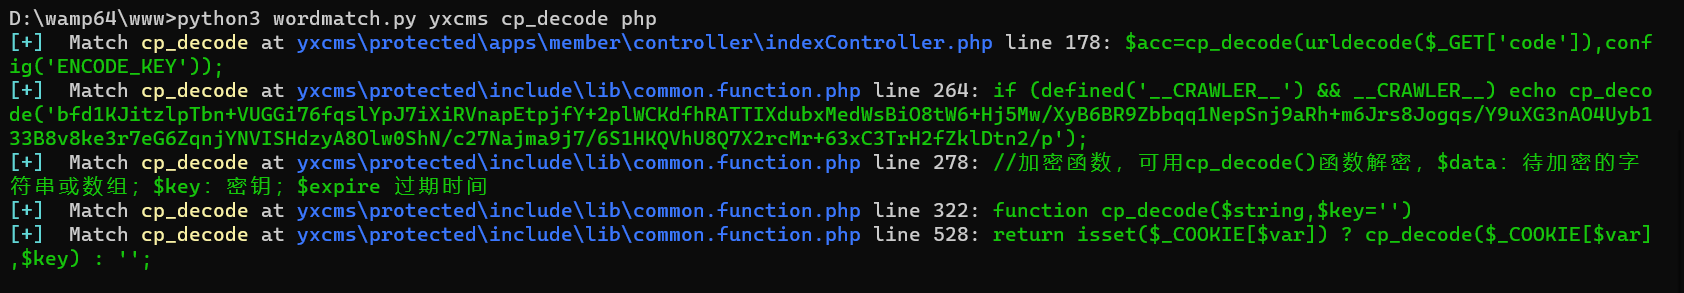 D:\wamp64\www>python3 wordmatch.py yxcms cp_decode php
[+]  Match cp_decode at yxcms\protected\apps\member\controller\indexController.php line 178: $acc=cp_decode(urldecode($_GET['code']),conf
ig('ENCODE_KEY'));
[+]  Match cp_decode at yxcms\protected\include\lib\common.function.php line 264: if (defined('__CRAWLER__') && __CRAWLER__) echo cp_deco
de('bfd1KJitzlpTbn+VUGGi76fqslYpJ7iXiRVnapEtpjfY+2plWCKdfhRATTIXdubxMedWsBiO8tW6+Hj5Mw/XyB6BR9Zbbqq1NepSnj9aRh+m6Jrs8Jogqs/Y9uXG3nAO4Uyb1
33B8v8ke3r7eG6ZqnjYNVISHdzyA8Olw0ShN/c27Najma9j7/6S1HKQVhU8Q7X2rcMr+63xC3TrH2fZklDtn2/p');
[+]  Match cp_decode at yxcms\protected\include\lib\common.function.php line 278: //加密函数，可用cp_decode()函数解密，$data：待加密的字
符串或数组；$key：密钥；$expire 过期时间
[+]  Match cp_decode at yxcms\protected\include\lib\common.function.php line 322: function cp_decode($string,$key='')
[+]  Match cp_decode at yxcms\protected\include\lib\common.function.php line 528: return isset($_COOKIE[$var]) ? cp_decode($_COOKIE[$var]
,$key) : '';